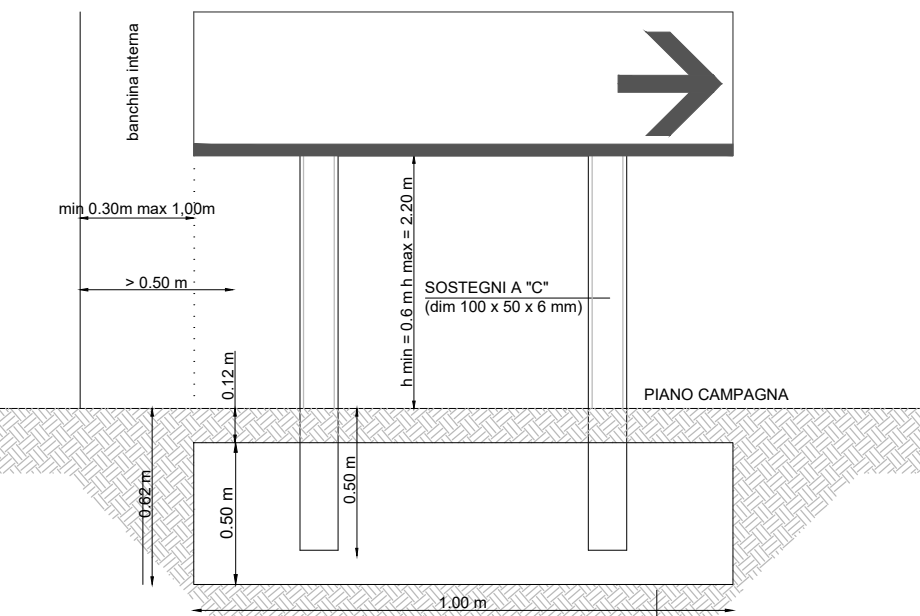 banchina interna
min 0.30m max 1,00m
> 0.50 m
h min = 0.6 m h max = 2.20 m
SOSTEGNI A "C"
(dim 100 x 50 x 6 mm)
0.12 m
PIANO CAMPAGNA
0.62 m
0.50 m
0.50 m
1.00 m